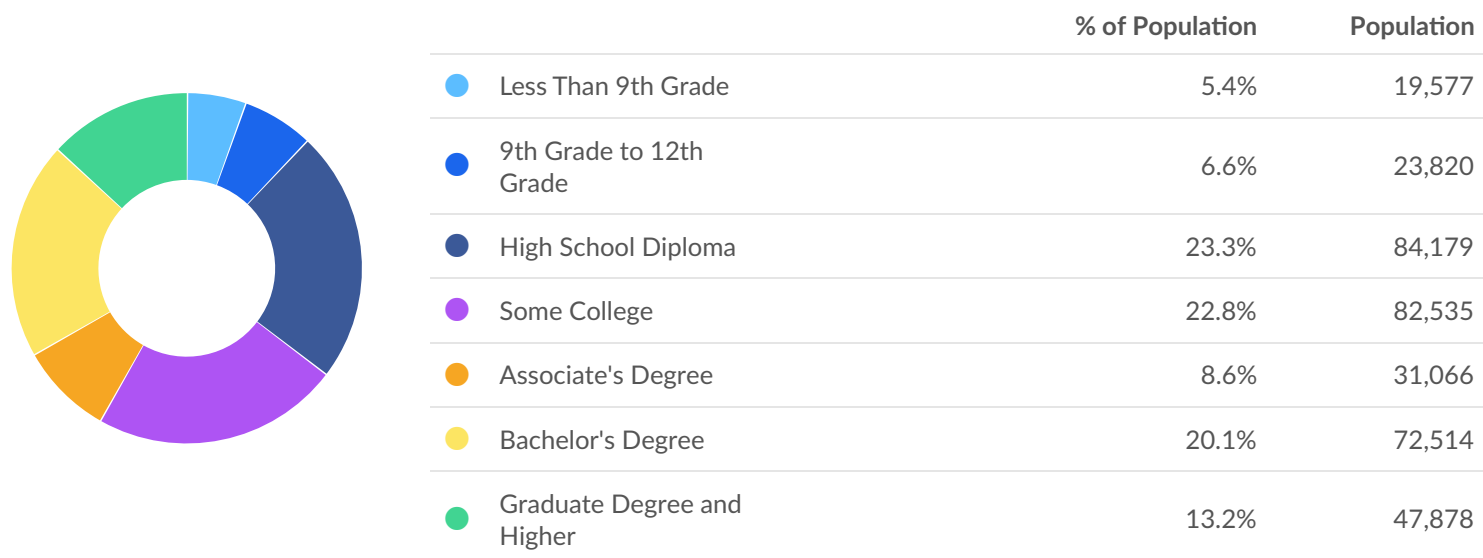 % of Population Population
Less Than 9th Grade 5.4% 19,577
9th Grade to 12th
Grade 6.6% 23,820
High School Diploma 23.3% 84,179
Some College 22.8% 82,535
Associate's Degree 8.6% 31,066
Bachelor's Degree 20.1% 72,514
Graduate Degree and
Higher 13.2% 47,878